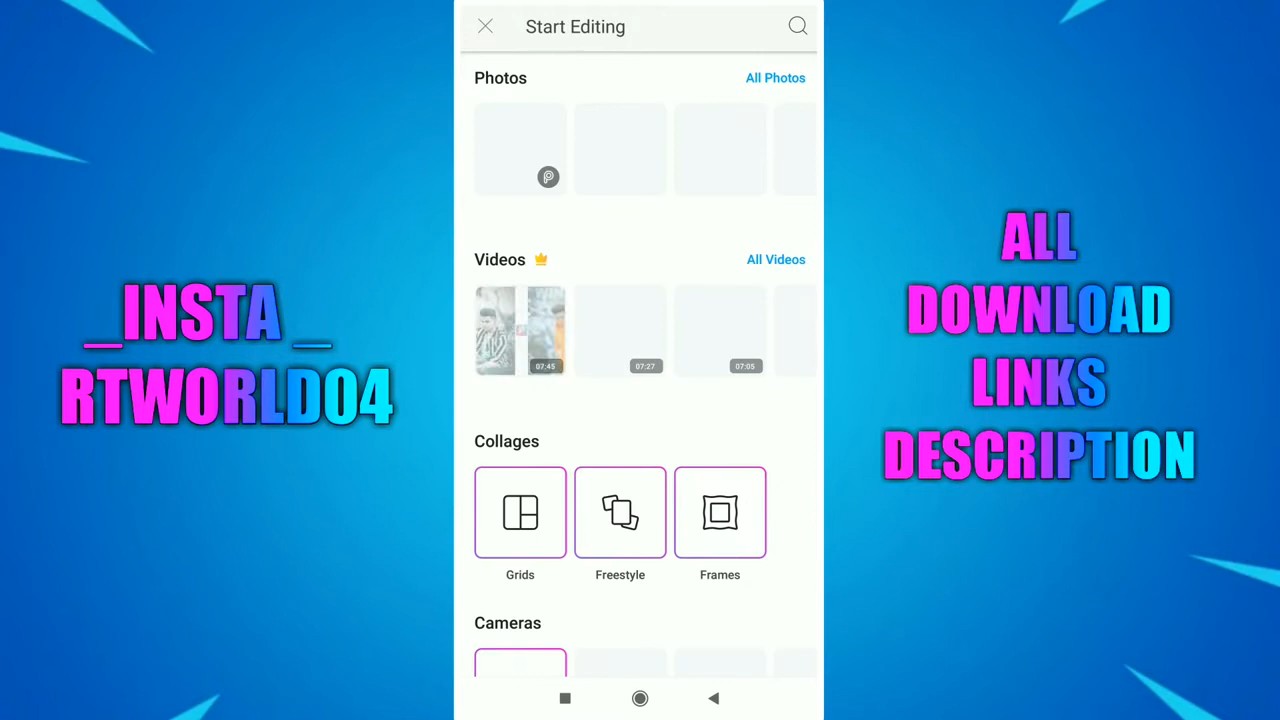 Start Editing
Photos
All Photos
Videos
All Videos
07:45
07:27
07:05
Collages
Grids
Freestyle
Frames
Cameras
_INSTA _
RTWORLD04
ALL
DOWNLOAD
LINKS
DESCRIPTION